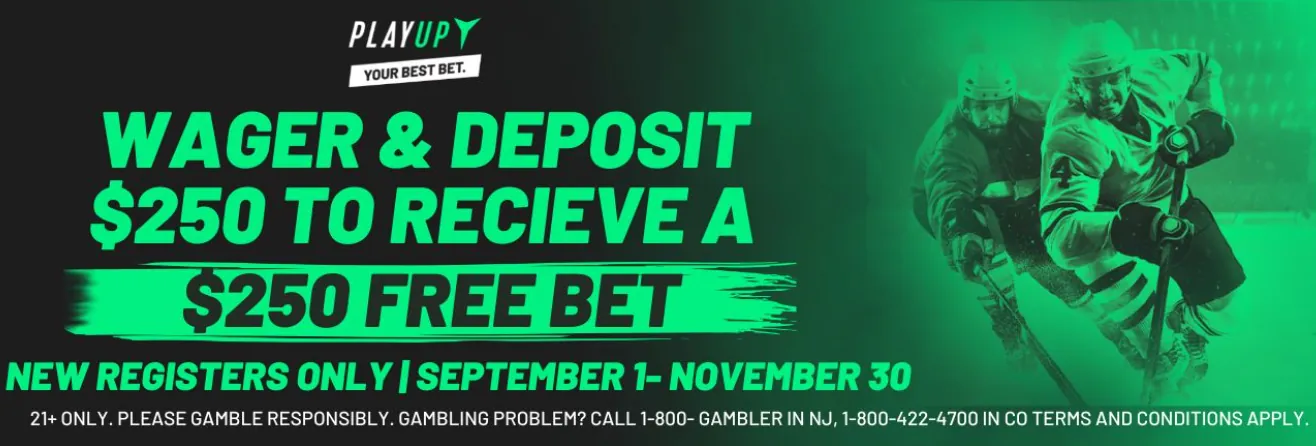 PLAYUP
YOUR BEST BET.
WAGER & DEPOSIT
$250 TO RECIEVE A
$250 FREE BET
NEW REGISTERS ONLY | SEPTEMBER 1- NOVEMBER 30
21+ ONLY. PLEASE GAMBLE RESPONSIBLY. GAMBLING PROBLEM? CALL 1-800- GAMBLER IN NJ, 1-800-422-4700 IN CO TERMS AND CONDITIONS APPLY.
4